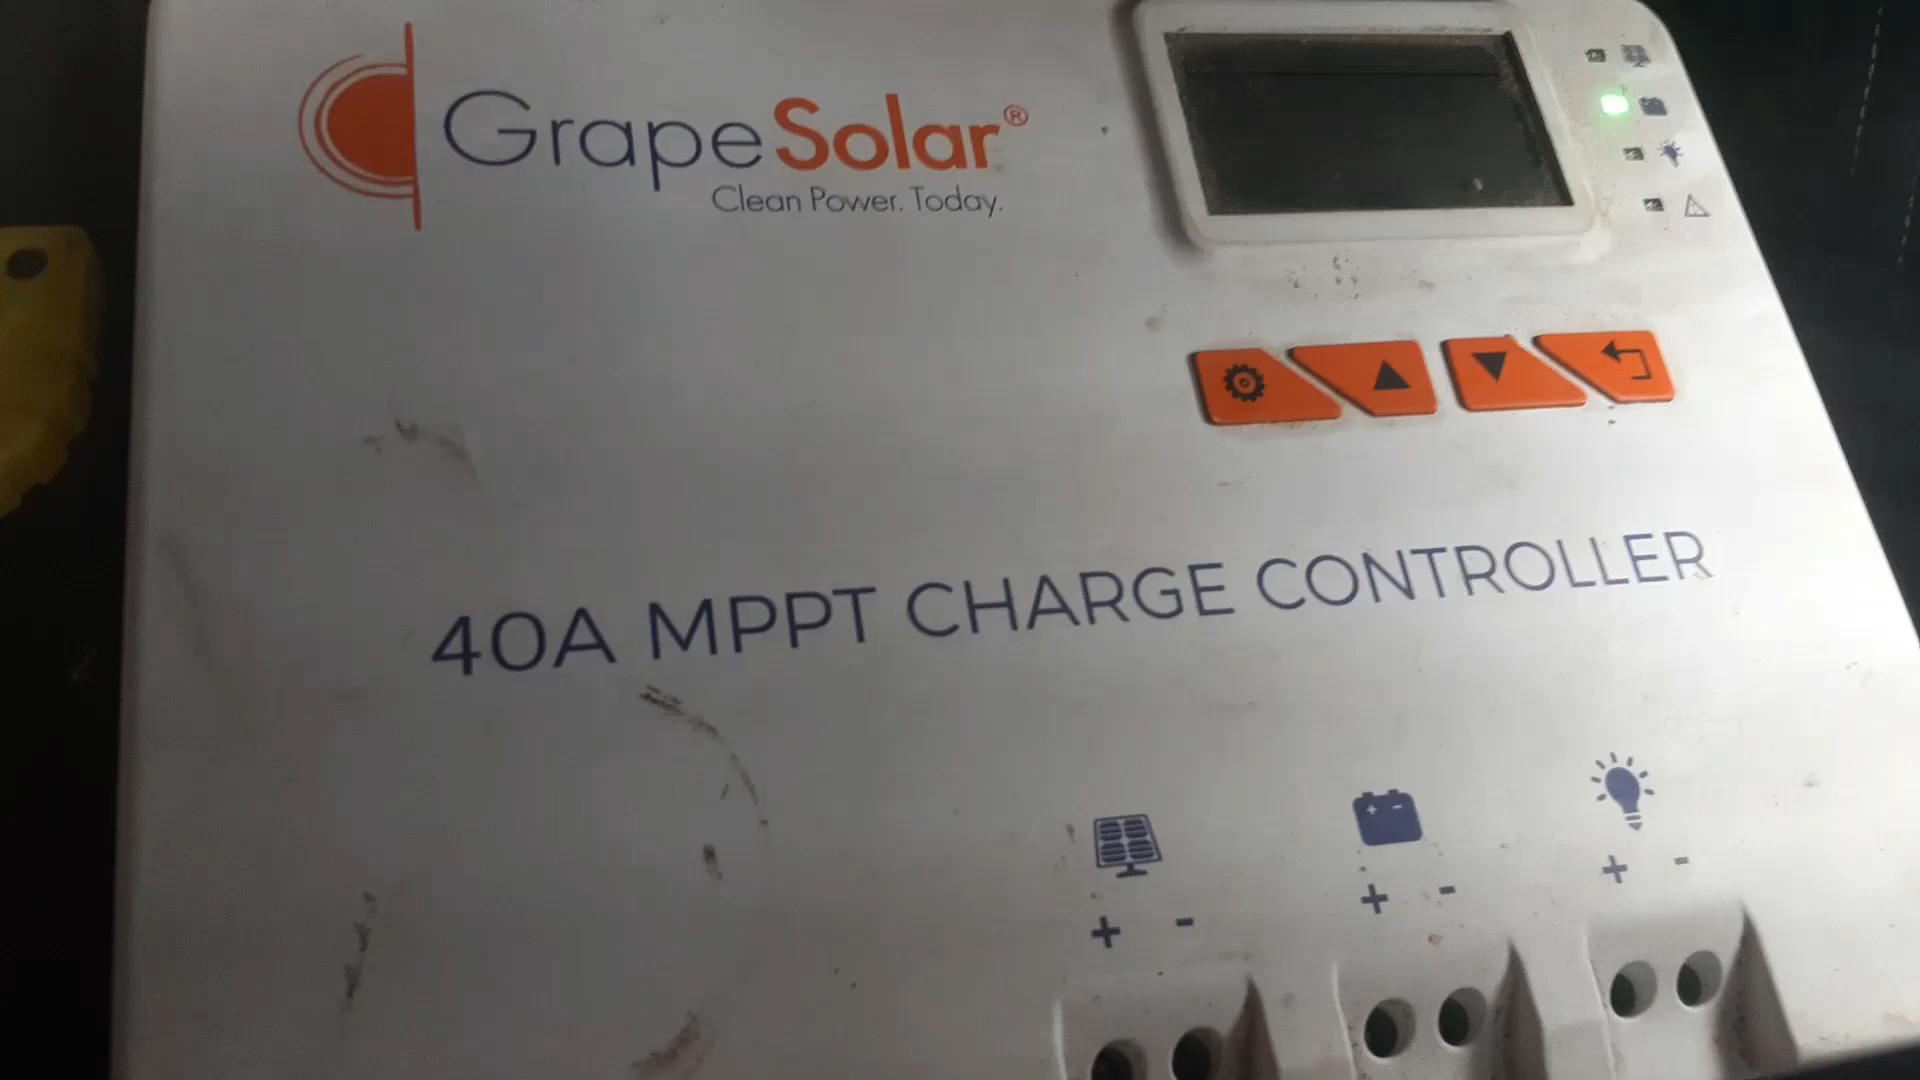 GrapeSolar®
Clean Power. Today.
40A MPPT CHARGE CONTROLLER
+ -
+ -
+ -